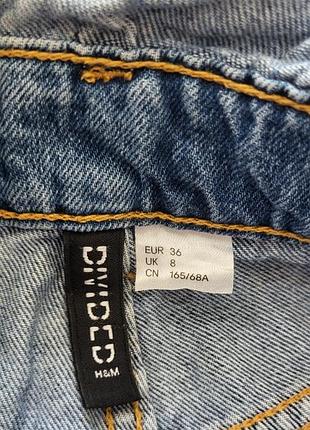 DIVIDED
H&M
EUR 36
UK 8
CN 165/68A